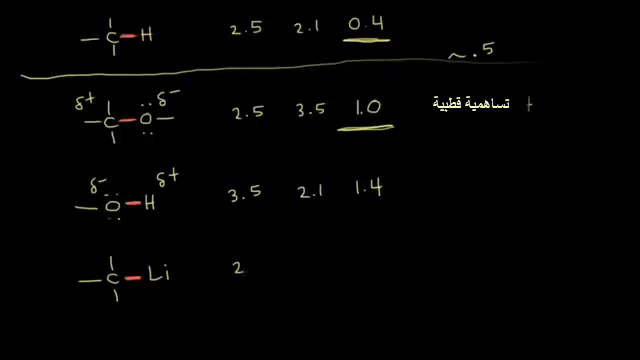 C H 2.5 2.1 0.4
~ .5
δ+ δ-
C O 2.5 3.5 1.0 تساهمية قطبية
δ- δ+
O H 3.5 2.1 1.4
C Li 2